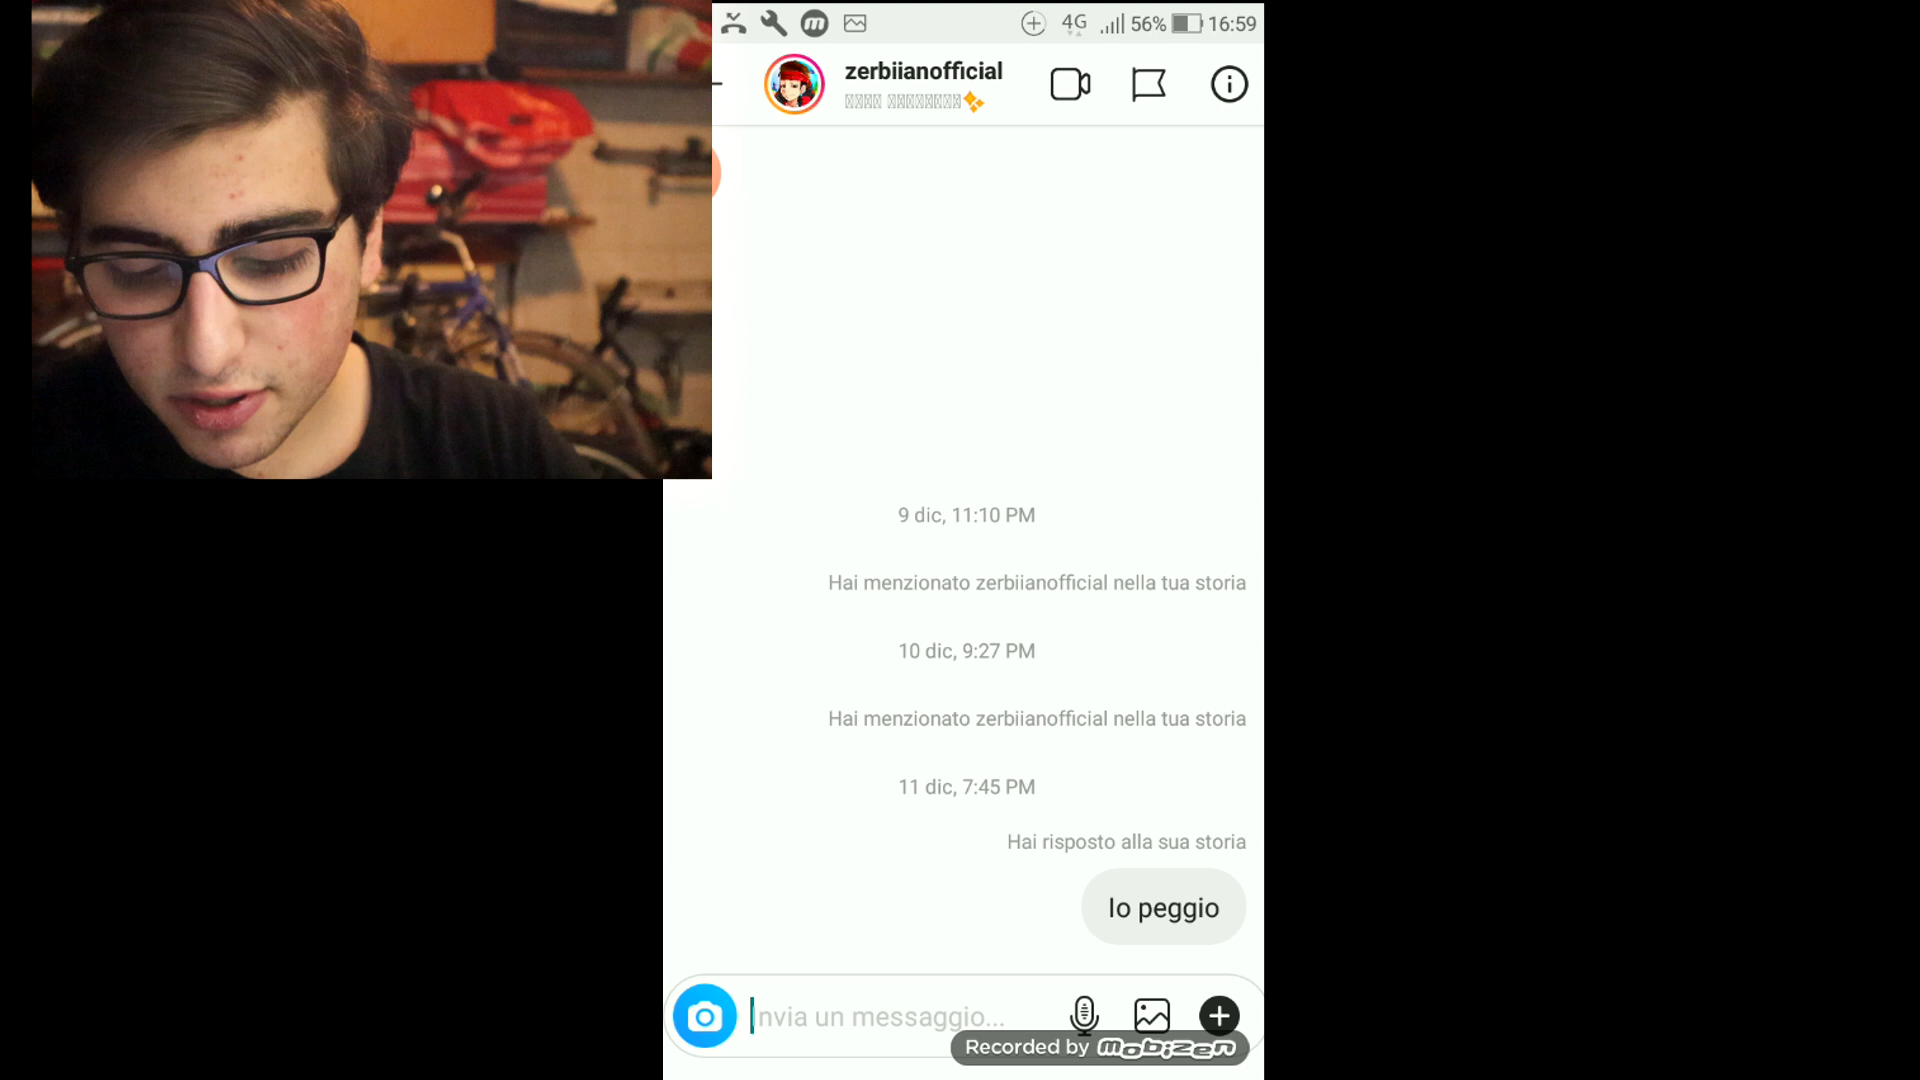 4G 56% 16:59
zerbiianofficial
9 dic, 11:10 PM
Hai menzionato zerbiianofficial nella tua storia
10 dic, 9:27 PM
Hai menzionato zerbiianofficial nella tua storia
11 dic, 7:45 PM
Hai risposto alla sua storia
Io peggio
nvia un messaggio...
Recorded by mobizen